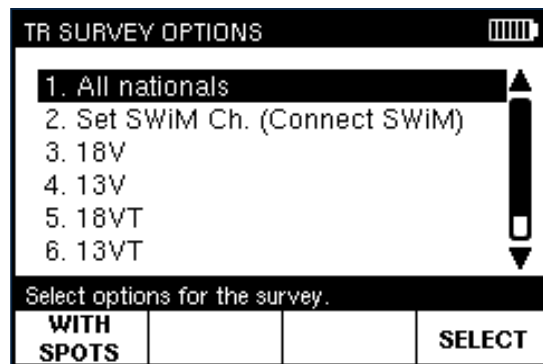 TR SURVEY OPTIONS
1. All nationals
2. Set SWiM Ch. (Connect SWiM)
3. 18V
4. 13V
5. 18VT
6. 13VT
Select options for the survey.
WITH
SPOTS
SELECT